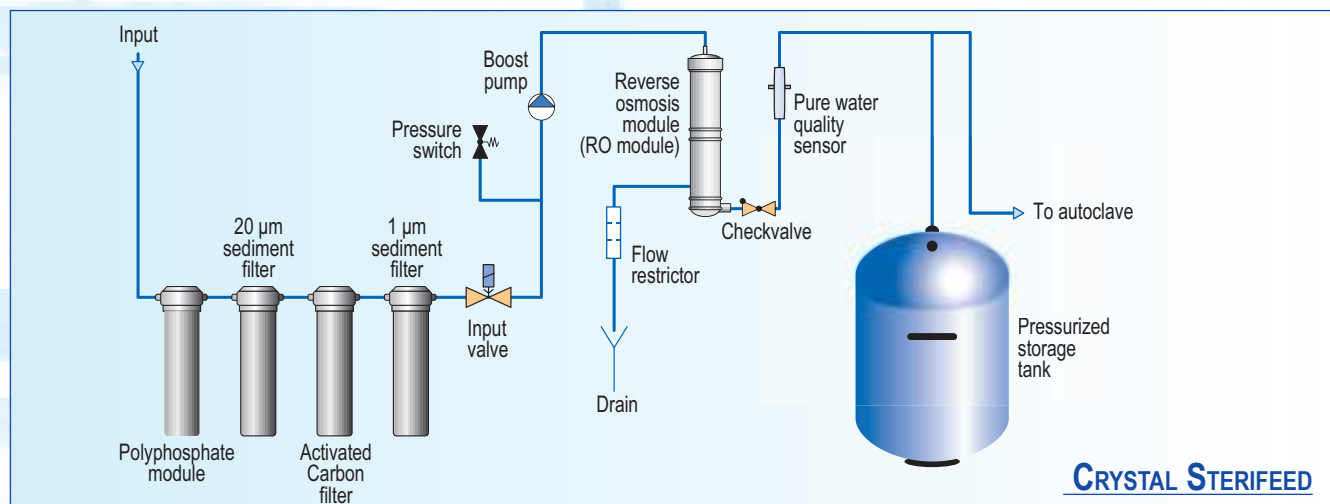 Input
Boost
pump
Pressure
switch
Reverse
osmosis
module
(RO module)
Pure water
quality
sensor
To autoclave
Checkvalve
20 µm
sediment
filter
1 µm
sediment
filter
Flow
restrictor
Input
valve
Pressurized
storage
tank
Drain
Polyphosphate
module
Activated
Carbon
filter
CRYSTAL STERIFEED